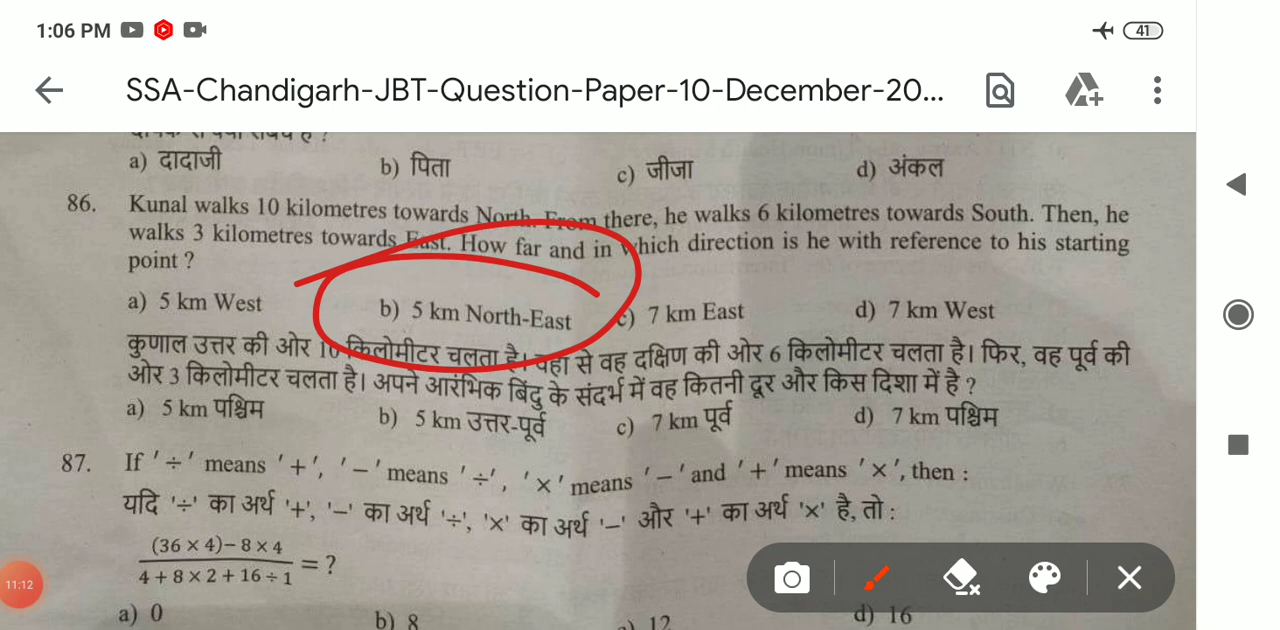 1:06 PM
41
SSA-Chandigarh-JBT-Question-Paper-10-December-20...
a) दादाजी b) पिता c) जीजा d) अंकल
86. Kunal walks 10 kilometres towards North. From there, he walks 6 kilometres towards South. Then, he
walks 3 kilometres towards East. How far and in which direction is he with reference to his starting
point ?
a) 5 km West b) 5 km North-East c) 7 km East d) 7 km West
कुणाल उत्तर की ओर 10 किलोमीटर चलता है। वहाँ से वह दक्षिण की ओर 6 किलोमीटर चलता है। फिर, वह पूर्व की
ओर 3 किलोमीटर चलता है। अपने आरंभिक बिंदु के संदर्भ में वह कितनी दूर और किस दिशा में है ?
a) 5 km पश्चिम b) 5 km उत्तर-पूर्व c) 7 km पूर्व d) 7 km पश्चिम
87. If '÷' means '+', '−' means '÷', '×' means '−' and '+' means '×', then :
यदि '÷' का अर्थ '+', '−' का अर्थ '÷', '×' का अर्थ '−' और '+' का अर्थ '×' है, तो :
(36 × 4)− 8 × 4
4 + 8 × 2 + 16 ÷ 1
= ?
11:12
a) 0 b) 8 c) 12 d) 16